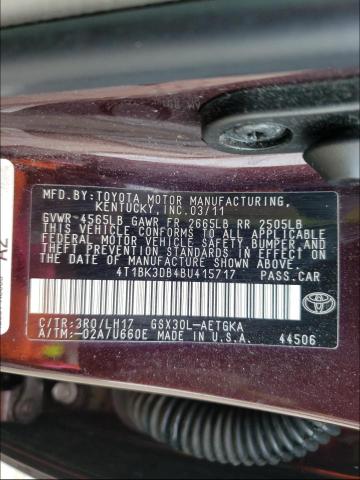 MFD.BY:TOYOTA MOTOR MANUFACTURING,
KENTUCKY,INC.03/11
GVWR 4565LB GAWR FR 2665LB RR 2505LB
THIS VEHICLE CONFORMS TO ALL APPLICABLE
FEDERAL MOTOR VEHICLE SAFETY, BUMPER, AND
THEFT PREVENTION STANDARDS IN EFFECT ON
THE DATE OF MANUFACTURE SHOWN ABOVE.
4T1BK3DB4BU415717 PASS.CAR
C/TR:3R0/LH17 GSX30L-AETGKA
A/TM:-02A/U660E MADE IN U.S.A.
44506
TOYOTA
A2